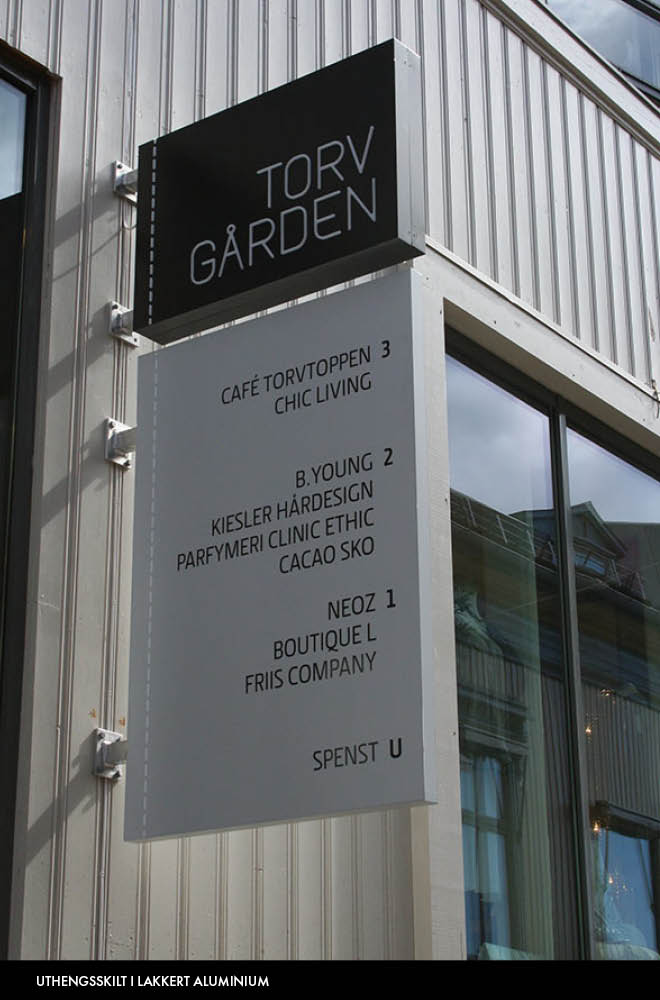 TORV
GÅRDEN
CAFÉ TORVTOPPEN 3
CHIC LIVING
B.YOUNG 2
KIESLER HÅRDESIGN
PARFYMERI CLINIC ETHIC
CACAO SKO
NEOZ 1
BOUTIQUE L
FRIIS COMPANY
SPENST U
UTHENGSSKILT I LAKKERT ALUMINIUM